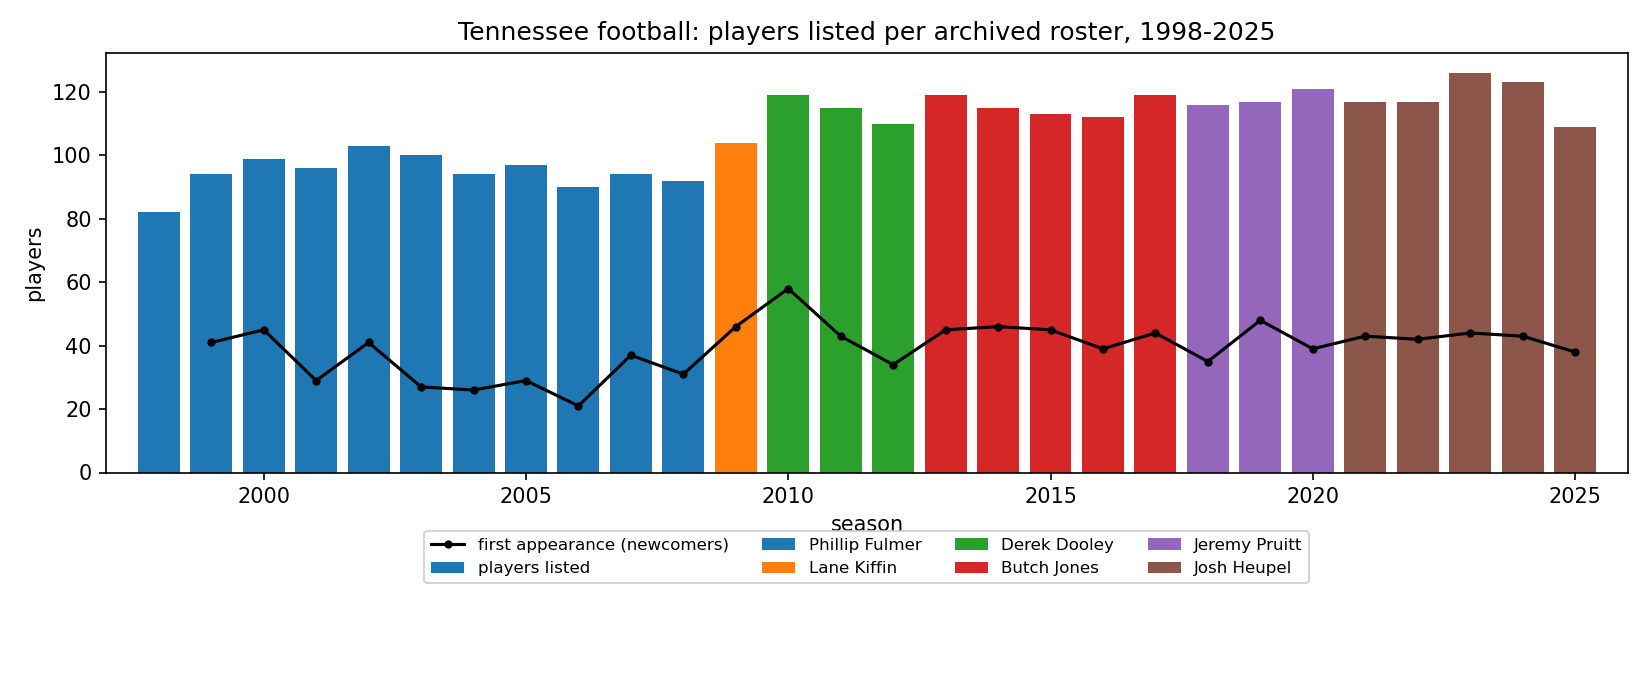 Tennessee football: players listed per archived roster, 1998-2025
players
120
100
80
60
40
20
0
2000 2005 2010 2015 2020 2025
season
first appearance (newcomers) Phillip Fulmer Derek Dooley Jeremy Pruitt
players listed Lane Kiffin Butch Jones Josh Heupel